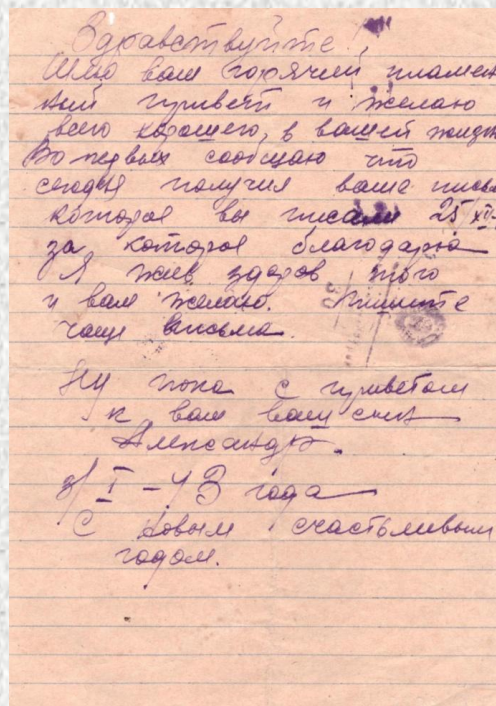 Здравствуйте!
Шлю вам горячий пламен
ный привет и желаю
всего хорошего, в вашей жизни
Во первых сообщаю что
сегодня получил ваше письмо
которое вы писали 25 XII
за которое благодарю
Я жив здоров того
и вам желаю. Пишите
чаще письма.
Ну пока с приветом
к вам ваш сын
Александр.
3/I-43 года
С новым счастьливым
годом.